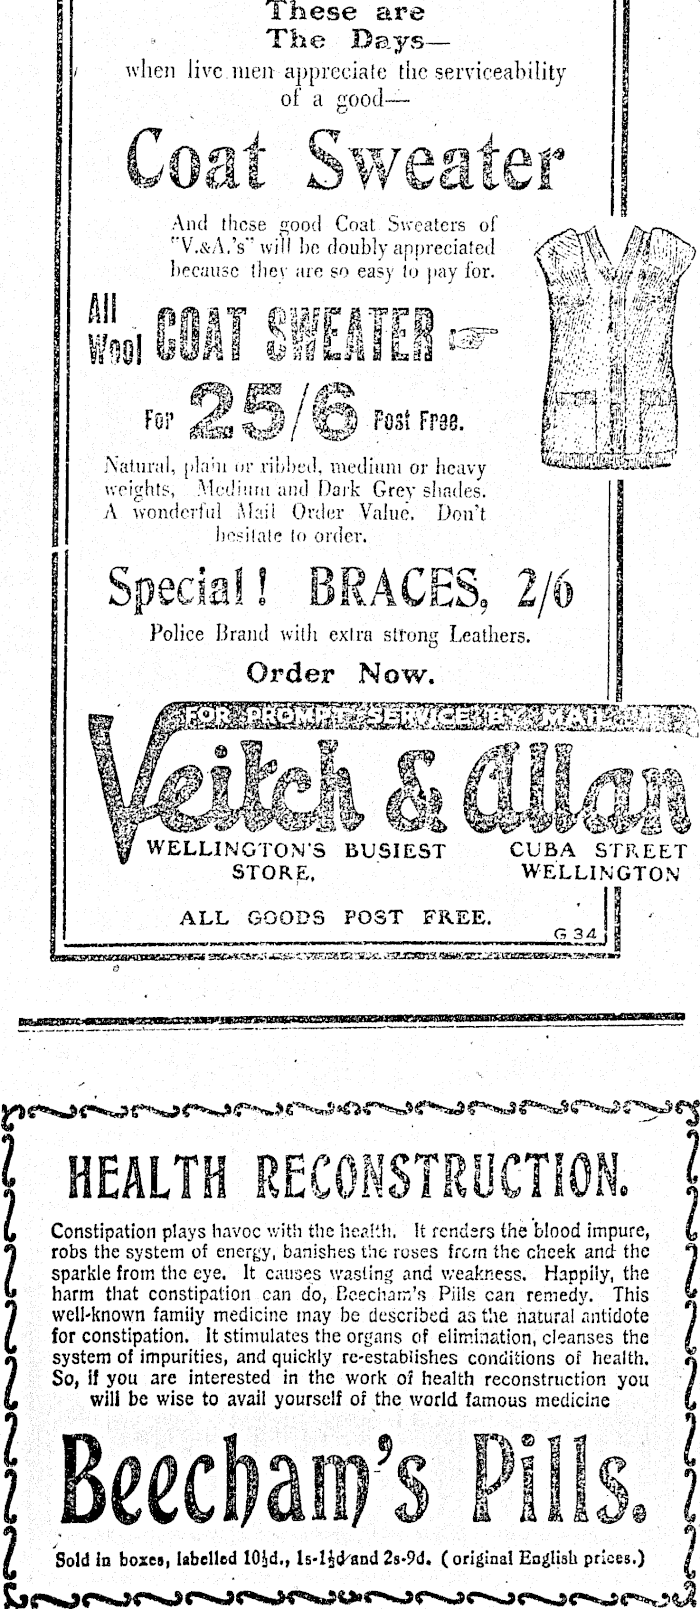 These are
The Days—
when live men appreciate the serviceability
of a good—
Coat Sweater
And these good Coat Sweaters of
"V.&A.'s" will be doubly appreciated
because they are so easy to pay for.
All Wool COAT SWEATER
For 25/6 Post Free.
Natural, plain or ribbed, medium or heavy
weights, Medium and Dark Grey shades.
A wonderful Mail Order Value. Don't
hesitate to order.
Special! BRACES, 2/6
Police Brand with extra strong Leathers.
Order Now.
FOR PROMPT SERVICE BY MAIL
Veitch & Allan
WELLINGTON'S BUSIEST
STORE,
CUBA STREET
WELLINGTON
ALL GOODS POST FREE.
G 34
HEALTH RECONSTRUCTION.
Constipation plays havoc with the health. It renders the blood impure,
robs the system of energy, banishes the roses from the cheek and the
sparkle from the eye. It causes wasting and weakness. Happily, the
harm that constipation can do, Beecham's Pills can remedy. This
well-known family medicine may be described as the natural antidote
for constipation. It stimulates the organs of elimination, cleanses the
system of impurities, and quickly re-establishes conditions of health.
So, if you are interested in the work of health reconstruction you
will be wise to avail yourself of the world famous medicine
Beecham's Pills.
Sold in boxes, labelled 10½d., 1s-1½d and 2s-9d. (original English prices.)